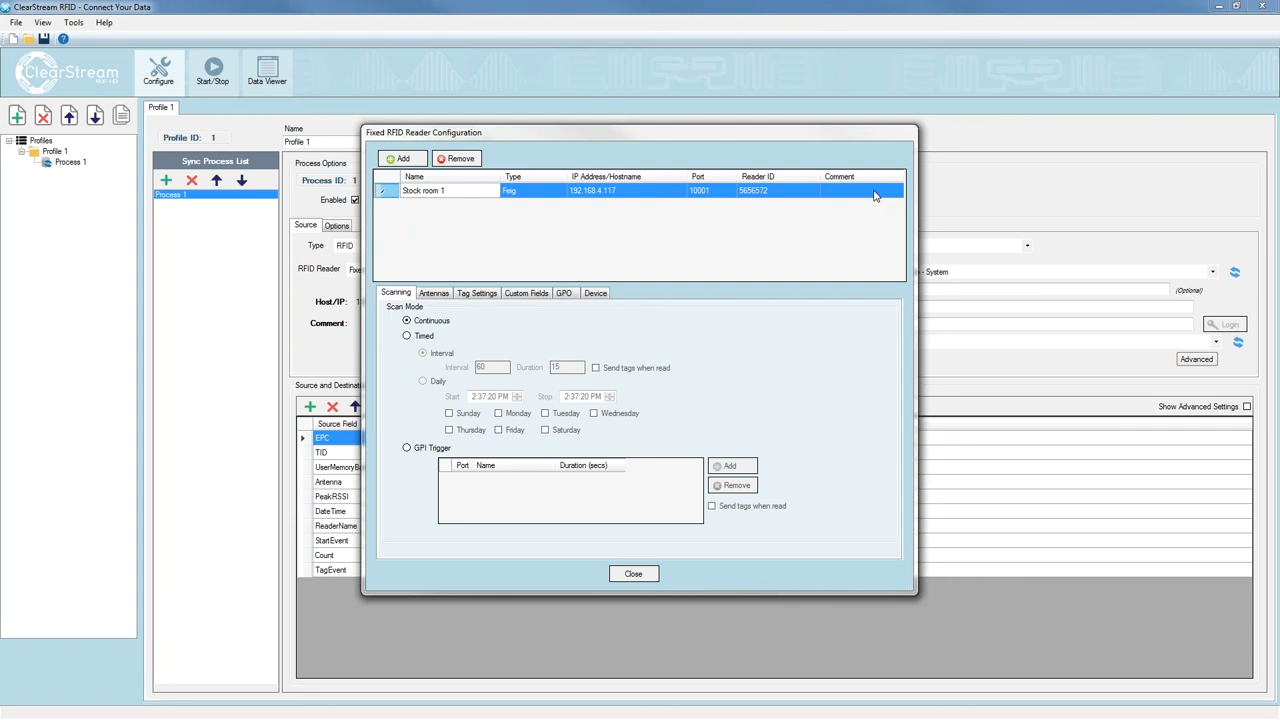 ClearStream RFID - Connect Your Data
File View Tools Help
ClearStream RFID
Configure Start/Stop Data Viewer
Profiles
Profile 1
Process 1
Profile 1
Profile ID: 1
Name
Profile 1
Sync Process List
Process 1
Process Options
Process ID: 1
Enabled
Source Options
Type RFID
RFID Reader
Host/IP:
Comment:
Source and Destina
Source Field
EPC
TID
UserMemoryBa
Antenna
PeakRSSI
DateTime
ReaderName
StartEvent
Count
TagEvent
Fixed RFID Reader Configuration
Add Remove
Name Type IP Address/Hostname Port Reader ID Comment
Stock room 1 Feig 192.168.4.117 10001 5656572
Scanning Antennas Tag Settings Custom Fields GPO Device
Scan Mode
Continuous
Timed
Interval
Interval 60 Duration 15 Send tags when read
Daily
Start 2:37:20 PM Stop 2:37:20 PM
Sunday Monday Tuesday Wednesday
Thursday Friday Saturday
GPI Trigger
Port Name Duration (secs)
Add
Remove
Send tags when read
Close
- System
(Optional)
Login
Advanced
Show Advanced Settings